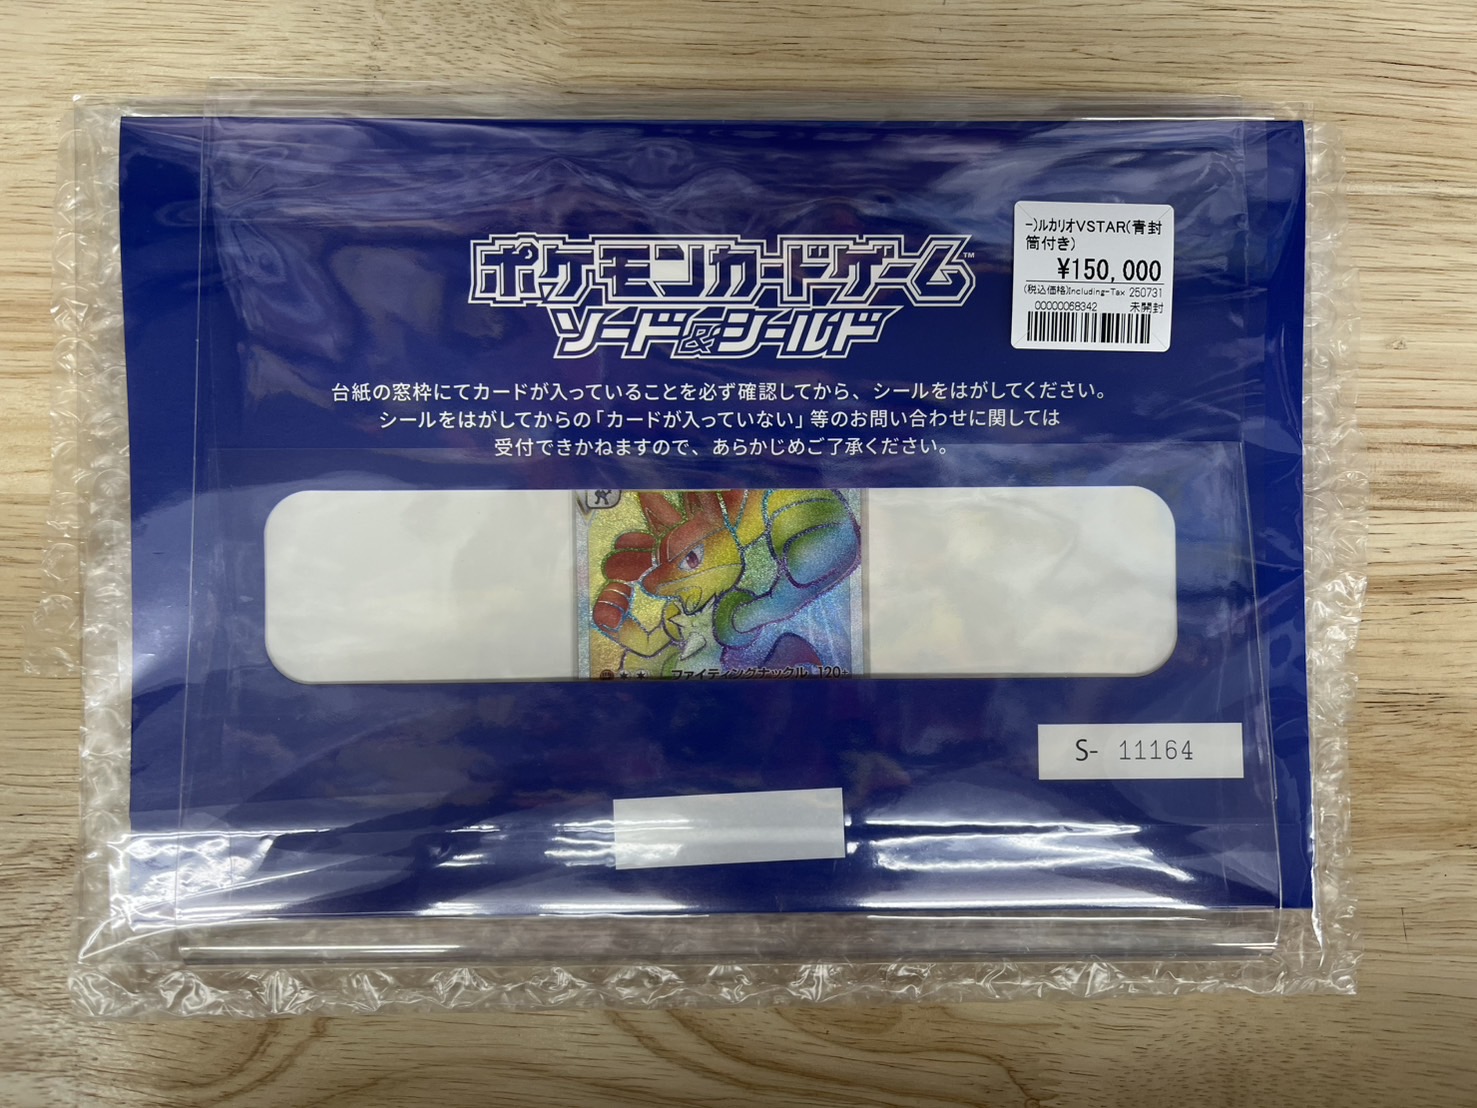 ポケモンカードゲーム™
ソード&シールド
-)ルカリオVSTAR(青封
筒付き)
¥150,000
(税込価格)Including-Tax 250731
00000068342 未開封
台紙の窓枠にてカードが入っていることを必ず確認してから、シールをはがしてください。
シールをはがしてからの「カードが入っていない」等のお問い合わせに関しては
受付できかねますので、あらかじめご了承ください。
ファイティングナックル 120+
S- 11164